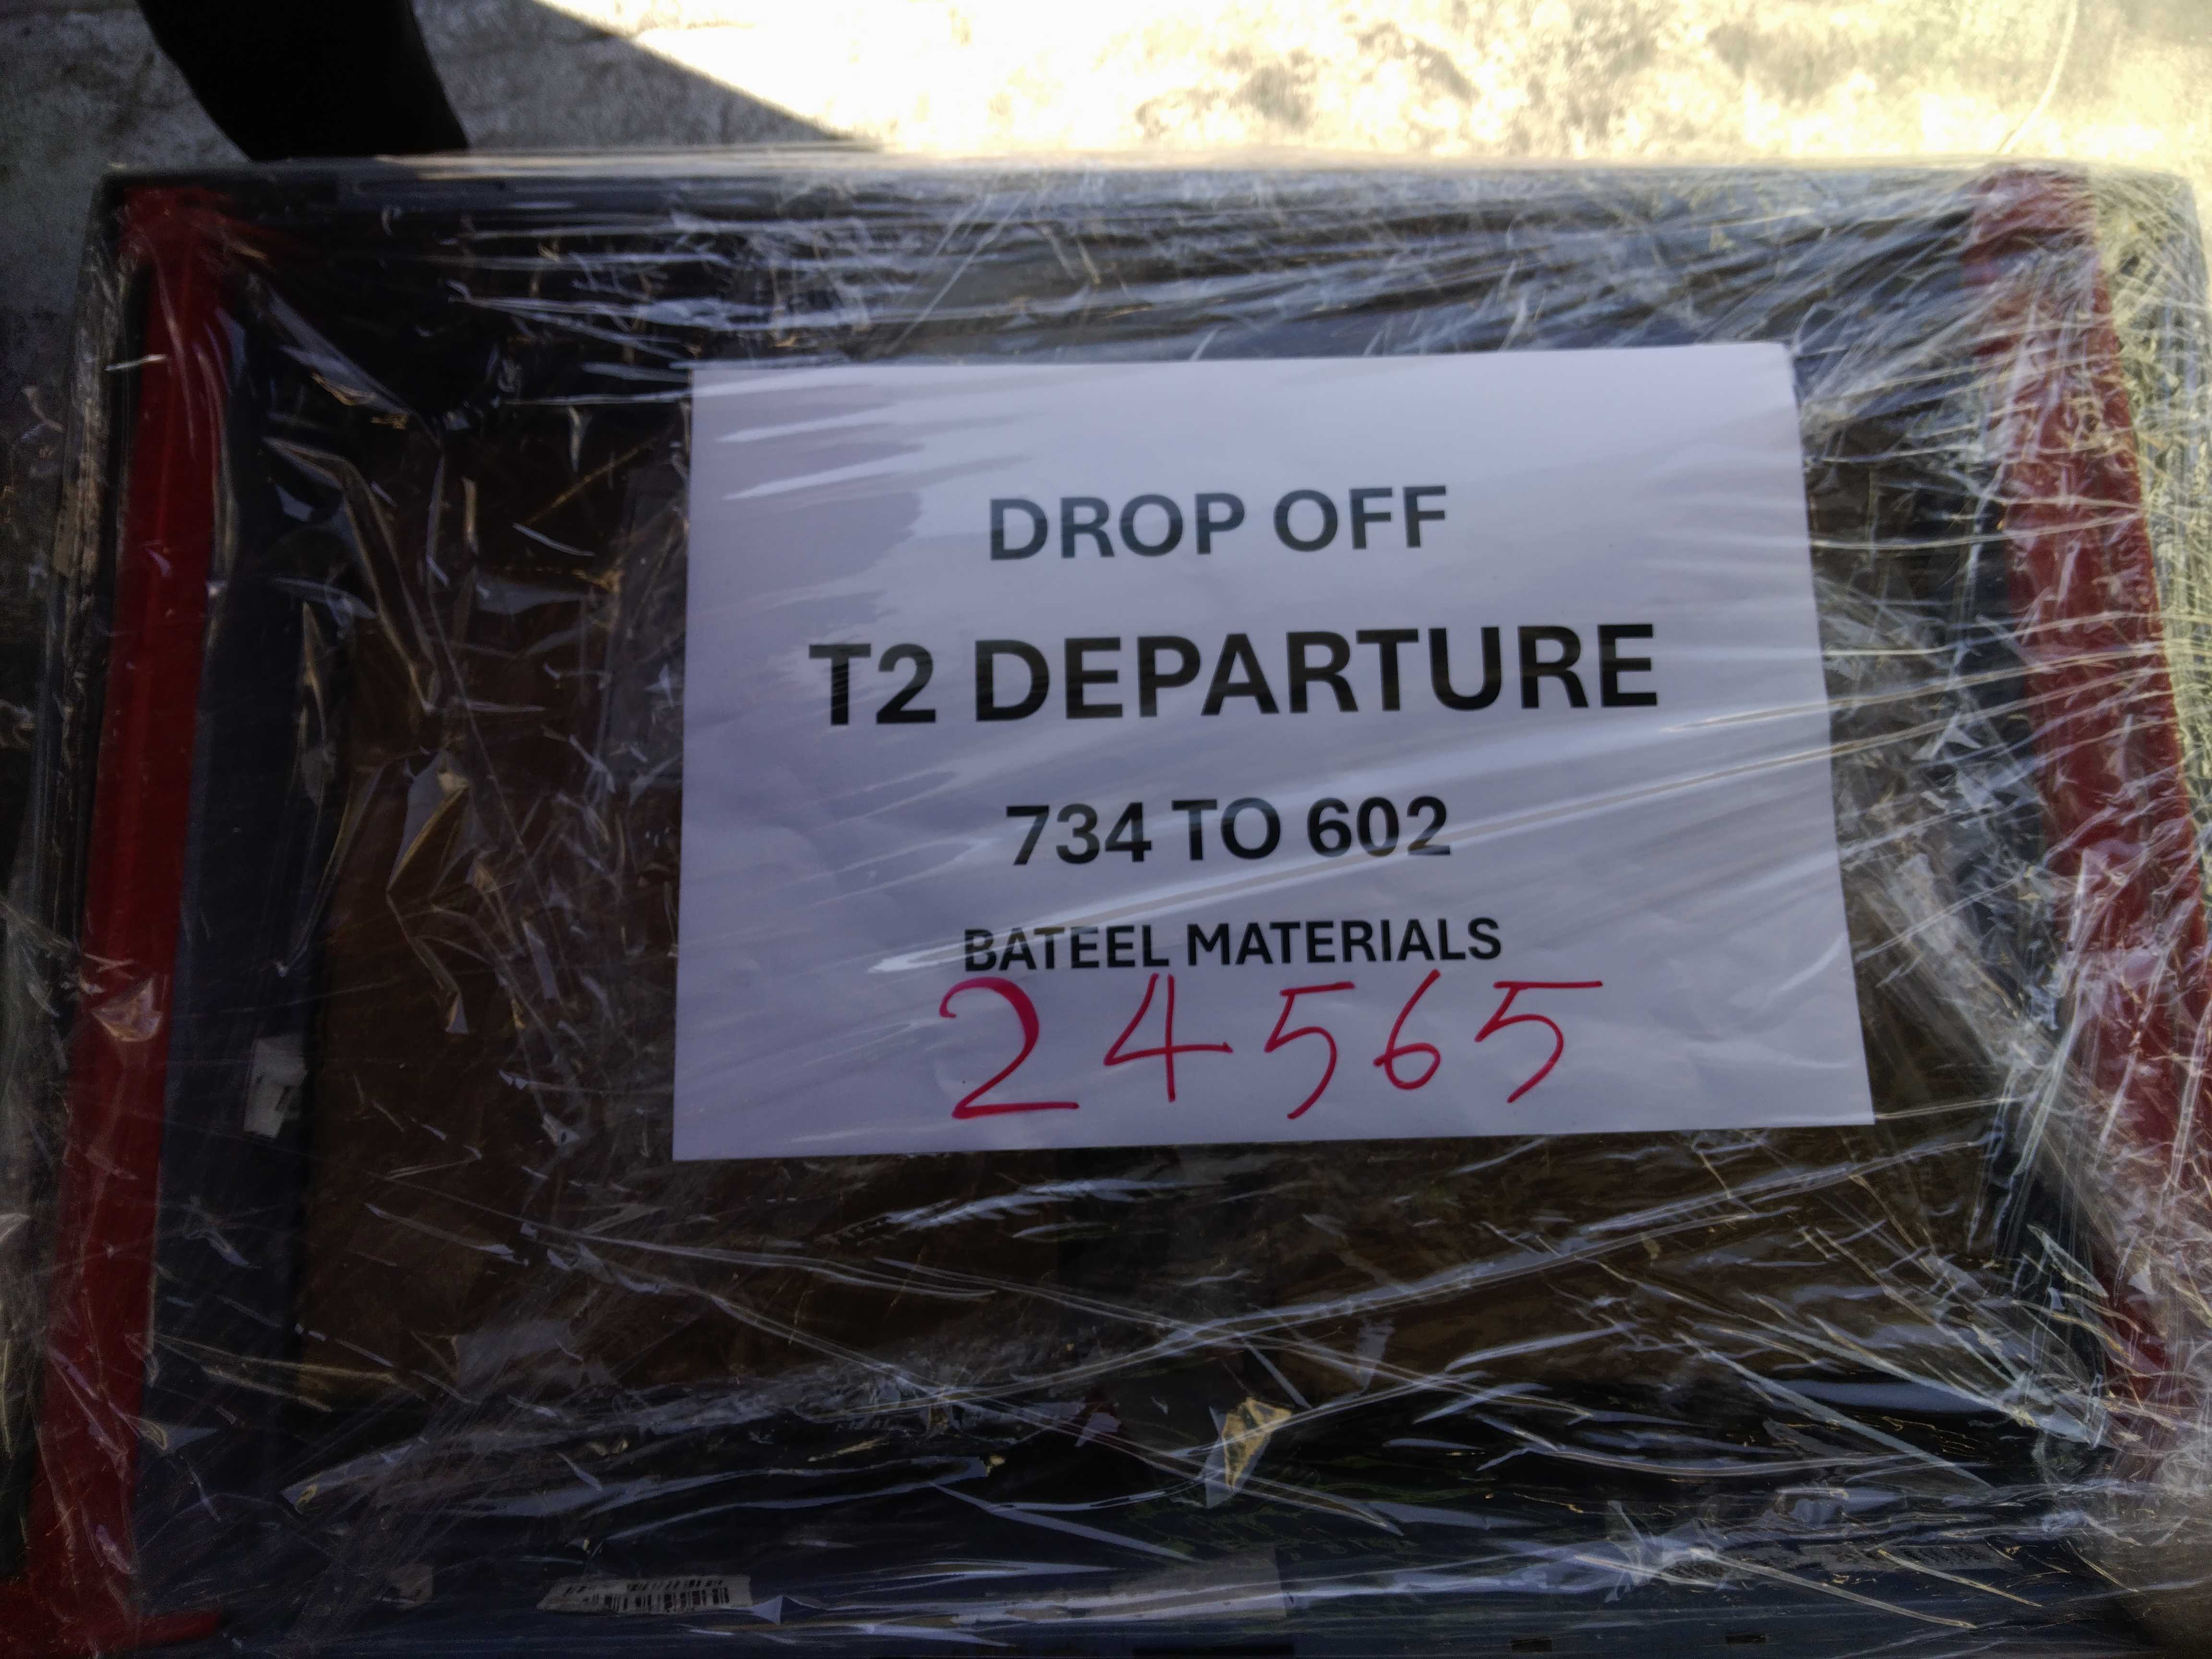 DROP OFF
T2 DEPARTURE
734 TO 602
BATEEL MATERIALS
24565